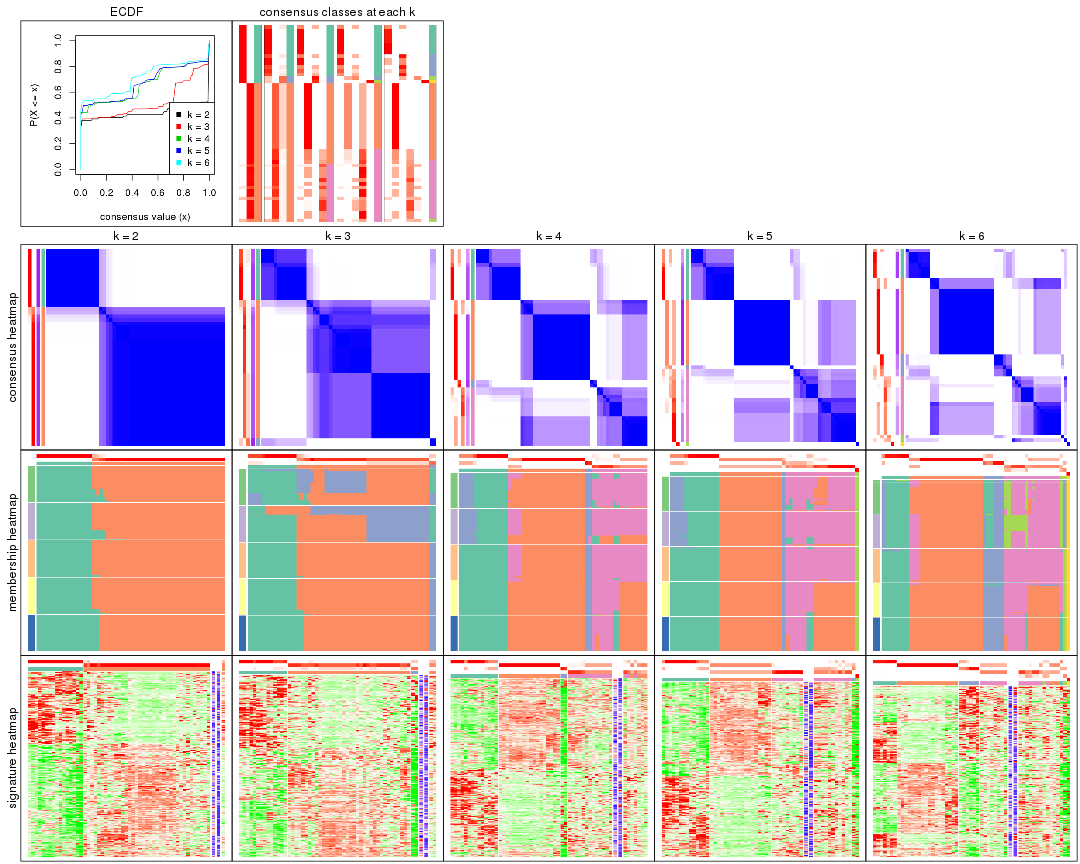 ECDF
consensus classes at each k
P(X <= x)
0.0 0.2 0.4 0.6 0.8 1.0
k = 2
k = 3
k = 4
k = 5
k = 6
0.0 0.2 0.4 0.6 0.8 1.0
consensus value (x)
k = 2 k = 3 k = 4 k = 5 k = 6
consensus heatmap
membership heatmap
signature heatmap